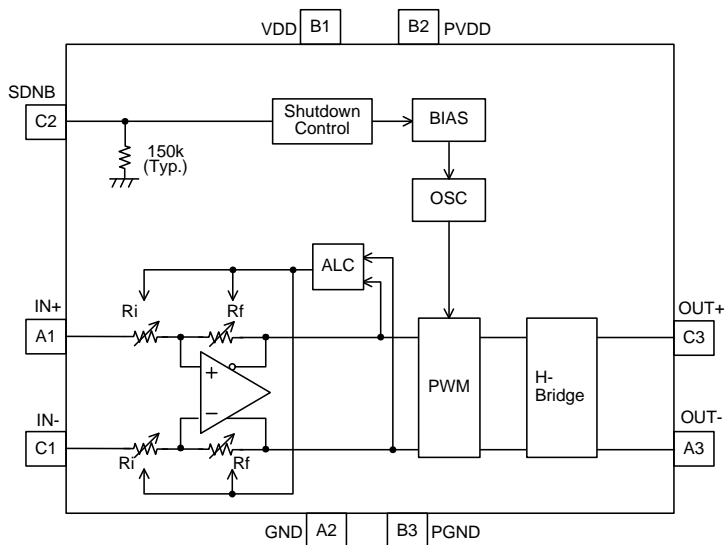 VDD B1 B2 PVDD
SDNB
C2
Shutdown
Control
BIAS
150k
(Typ.)
OSC
ALC
IN+
Ri
Rf
OUT+
A1
C3
+
PWM
H-
Bridge
IN-
−
OUT-
C1
A3
Ri
Rf
GND A2 B3 PGND